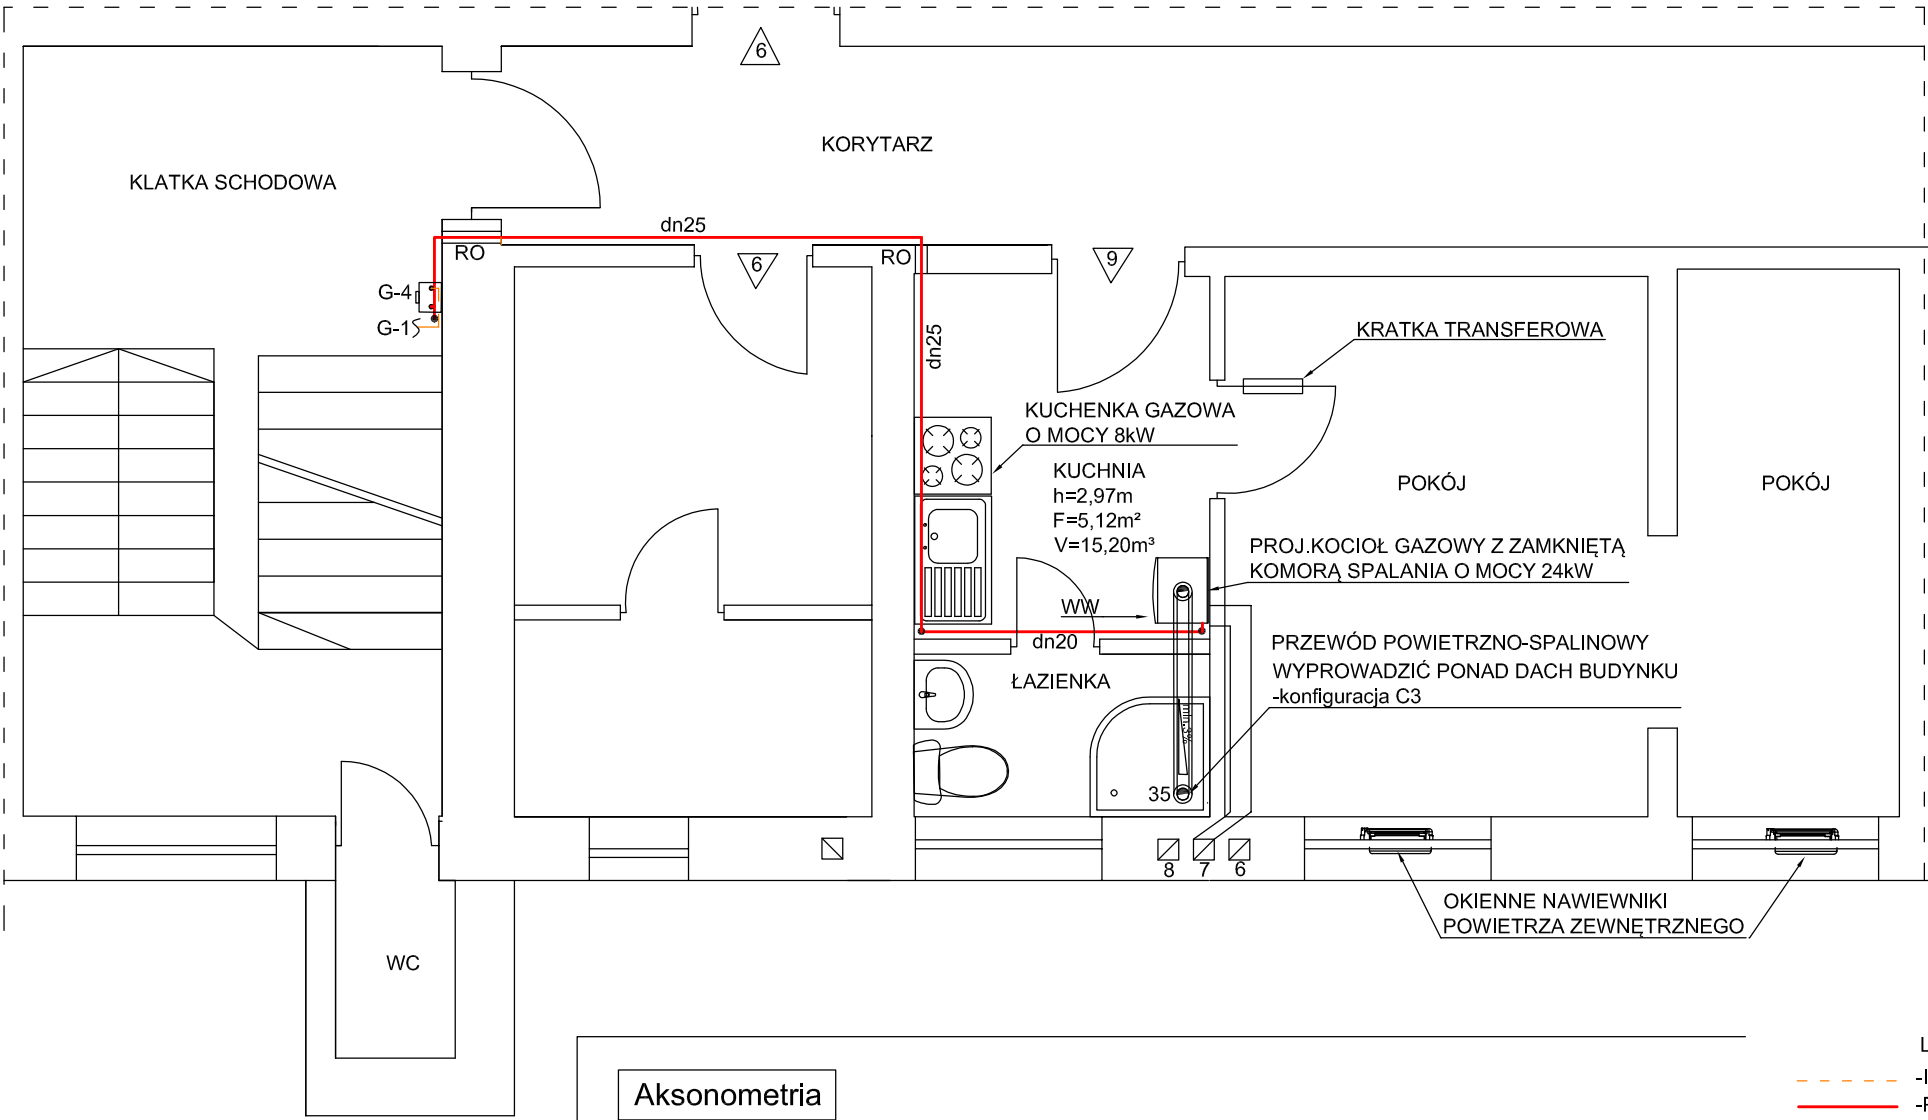 6
KORYTARZ
KLATKA SCHODOWA
dn25
RO
RO
6
9
G-4
G-1
dn25
KRATKA TRANSFEROWA
KUCHENKA GAZOWA
O MOCY 8kW
KUCHNIA
h=2,97m
F=5,12m²
V=15,20m³
POKÓJ
POKÓJ
PROJ.KOCIOŁ GAZOWY Z ZAMKNIĘTĄ
KOMORĄ SPALANIA O MOCY 24kW
WW
dn20
PRZEWÓD POWIETRZNO-SPALINOWY
WYPROWADZIĆ PONAD DACH BUDYNKU
-konfiguracja C3
ŁAZIENKA
min.3%
35
8
7
6
OKIENNE NAWIEWNIKI
POWIETRZA ZEWNĘTRZNEGO
WC
Aksonometria